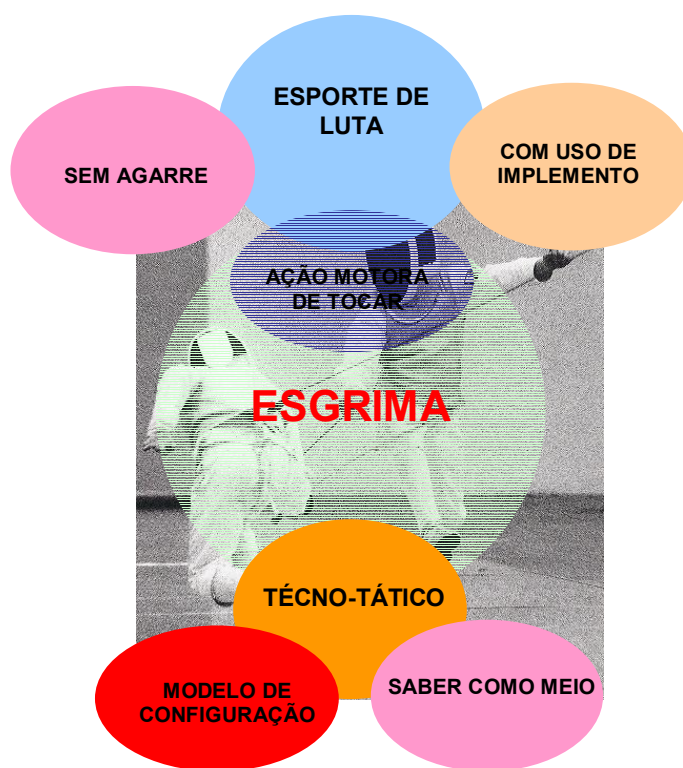 ESPORTE DE
LUTA
SEM AGARRE
COM USO DE
IMPLEMENTO
AÇÃO MOTORA
DE TOCAR
ESGRIMA
TÉCNO-TÁTICO
MODELO DE
CONFIGURAÇÃO
SABER COMO MEIO